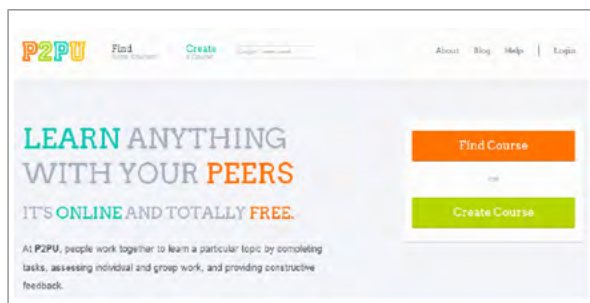 P2PU
Find
Create
About Blog Help | Login
LEARN ANYTHING
WITH YOUR PEERS
IT'S ONLINE AND TOTALLY FREE.
At P2PU, people work together to learn a particular topic by completing
tasks, assessing individual and group work, and providing constructive
feedback.
Find Course
OR
Create Course